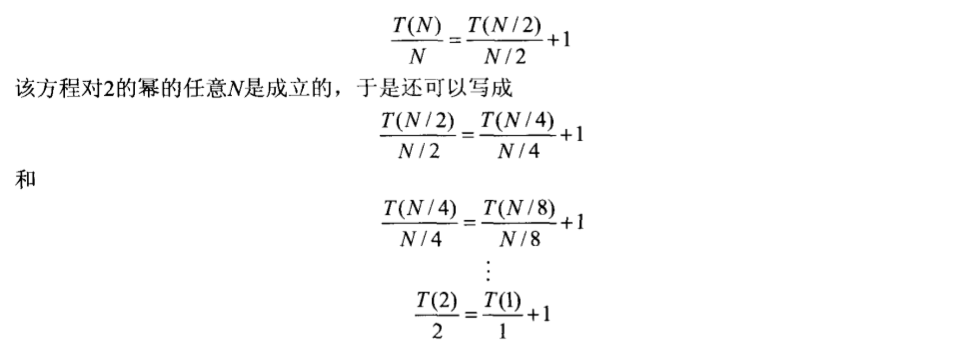 T(N)/N = T(N/2)/(N/2) + 1
该方程对2的幂的任意N是成立的，于是还可以写成
T(N/2)/(N/2) = T(N/4)/(N/4) + 1
和
T(N/4)/(N/4) = T(N/8)/(N/8) + 1
⋮
T(2)/2 = T(1)/1 + 1